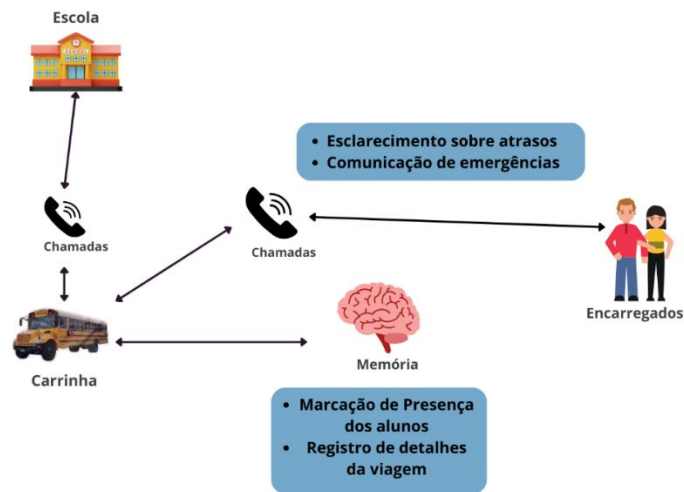 Escola
SCHOOL
• Esclarecimento sobre atrasos
• Comunicação de emergências
Chamadas
Chamadas
Encarregados
Carrinha
Memória
• Marcação de Presença
dos alunos
• Registro de detalhes
da viagem